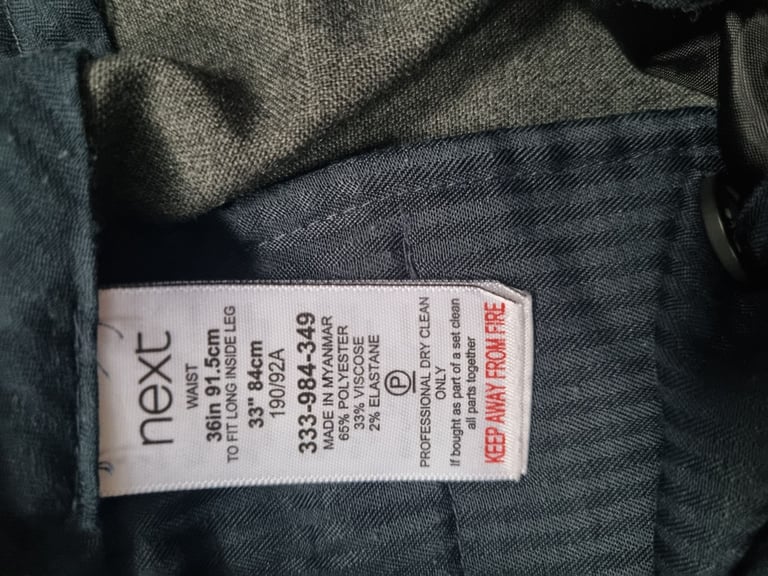 next
WAIST
36in 91.5cm
TO FIT LONG INSIDE LEG
33" 84cm
190/92A
333-984-349
MADE IN MYANMAR
65% POLYESTER
33% VISCOSE
2% ELASTANE
P
PROFESSIONAL DRY CLEAN
ONLY
If bought as part of a set clean
all parts together
KEEP AWAY FROM FIRE